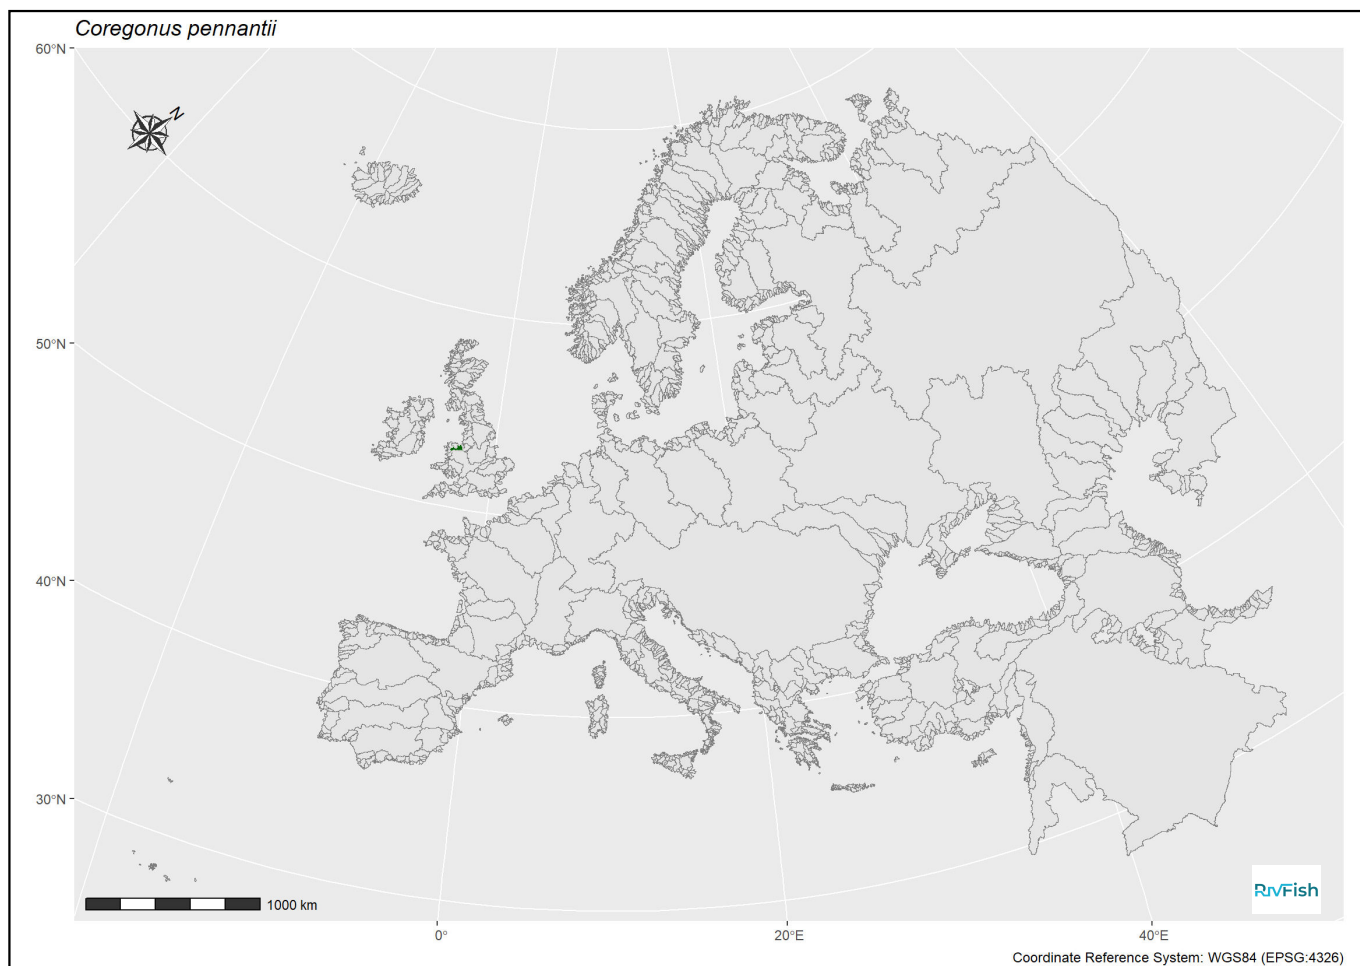 Coregonus pennantii
60°N
N
50°N
40°N
30°N
1000 km
RIVFISH
0°
20°E
40°E
Coordinate Reference System: WGS84 (EPSG:4326)